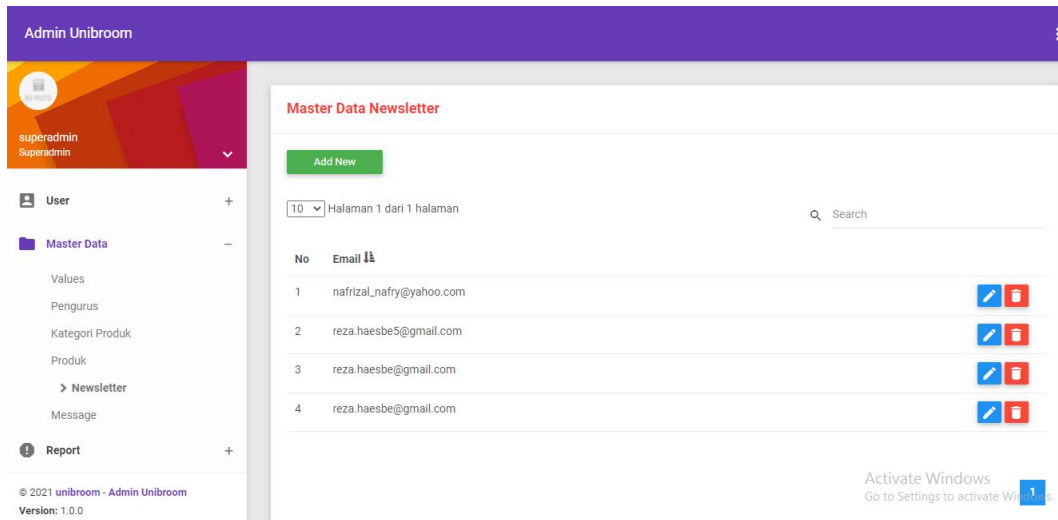 Admin Unibroom
NO PHOTO
superadmin
Superadmin
User
Master Data
Values
Pengurus
Kategori Produk
Produk
Newsletter
Message
Report
© 2021 unibroom - Admin Unibroom
Version: 1.0.0
Master Data Newsletter
Add New
10 Halaman 1 dari 1 halaman
Search
No Email
1 nafrizal_nafry@yahoo.com
2 reza.haesbe5@gmail.com
3 reza.haesbe@gmail.com
4 reza.haesbe@gmail.com
Activate Windows
Go to Settings to activate Windows.
1